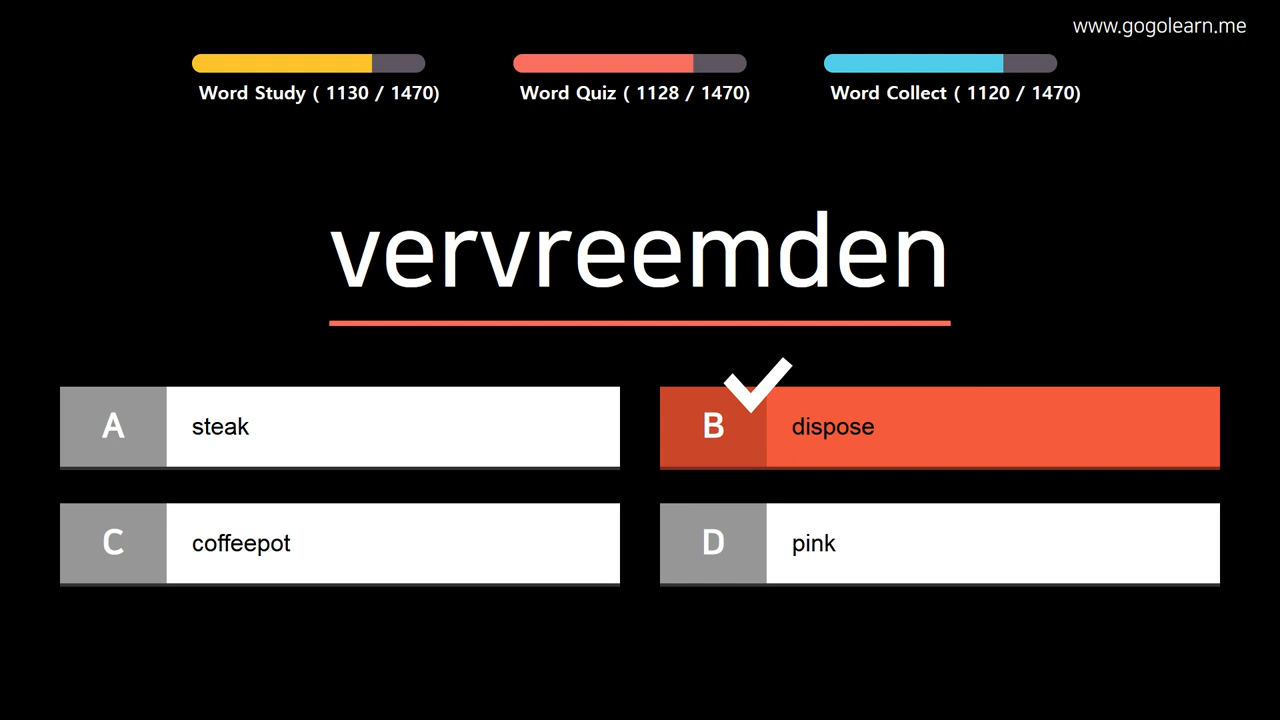 www.gogolearn.me
Word Study ( 1130 / 1470)
Word Quiz ( 1128 / 1470)
Word Collect ( 1120 / 1470)
vervreemden
A steak
B dispose
C coffeepot
D pink